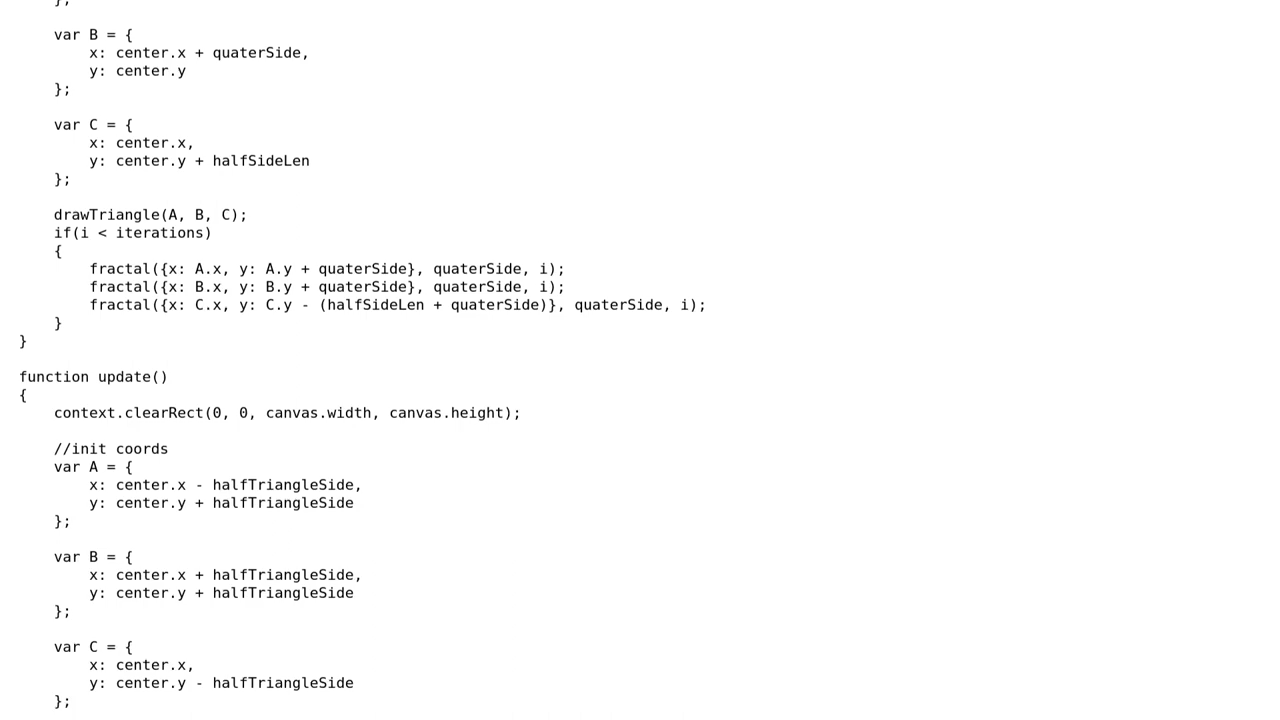 };
    var B = {
        x: center.x + quaterSide,
        y: center.y
    };
    var C = {
        x: center.x,
        y: center.y + halfSideLen
    };
    drawTriangle(A, B, C);
    if(i < iterations)
    {
        fractal({x: A.x, y: A.y + quaterSide}, quaterSide, i);
        fractal({x: B.x, y: B.y + quaterSide}, quaterSide, i);
        fractal({x: C.x, y: C.y - (halfSideLen + quaterSide)}, quaterSide, i);
    }
}
function update()
{
    context.clearRect(0, 0, canvas.width, canvas.height);
    //init coords
    var A = {
        x: center.x - halfTriangleSide,
        y: center.y + halfTriangleSide
    };
    var B = {
        x: center.x + halfTriangleSide,
        y: center.y + halfTriangleSide
    };
    var C = {
        x: center.x,
        y: center.y - halfTriangleSide
    };